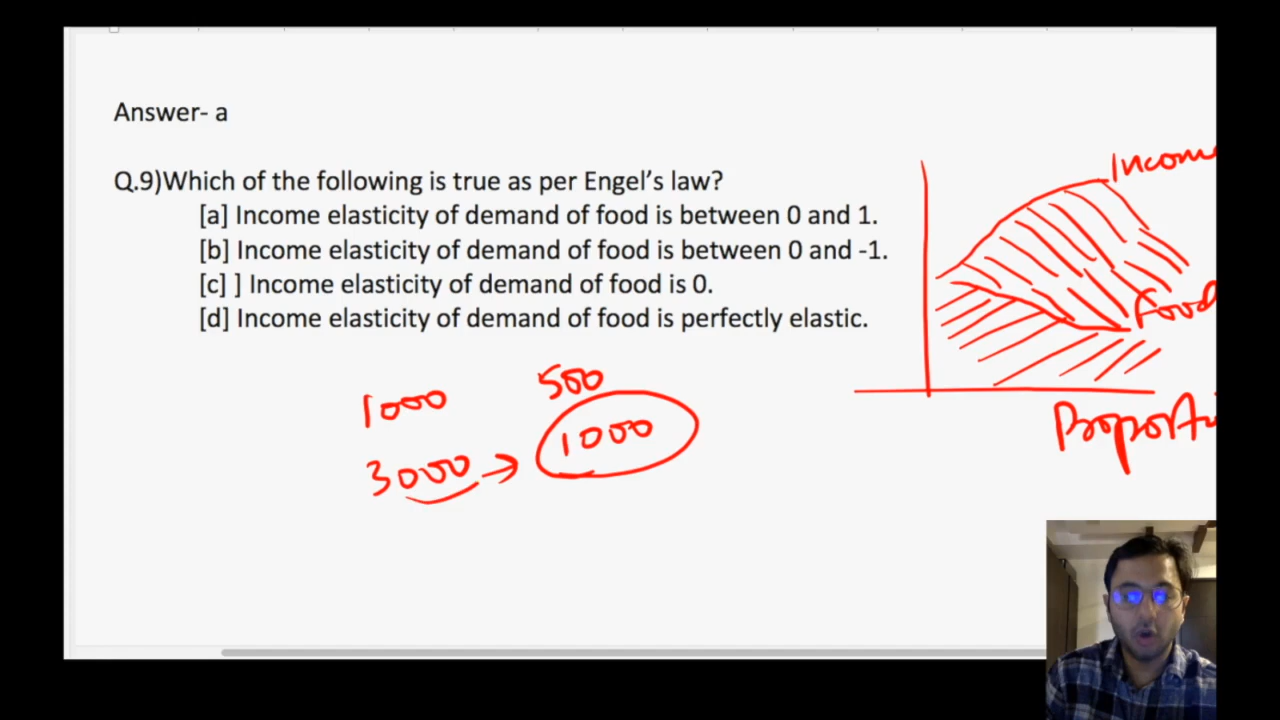 Answer- a
Q.9)Which of the following is true as per Engel's law?
[a] Income elasticity of demand of food is between 0 and 1.
[b] Income elasticity of demand of food is between 0 and -1.
[c] ] Income elasticity of demand of food is 0.
[d] Income elasticity of demand of food is perfectly elastic.
1000 500
3000 → 1000
Income
Food
Proporti